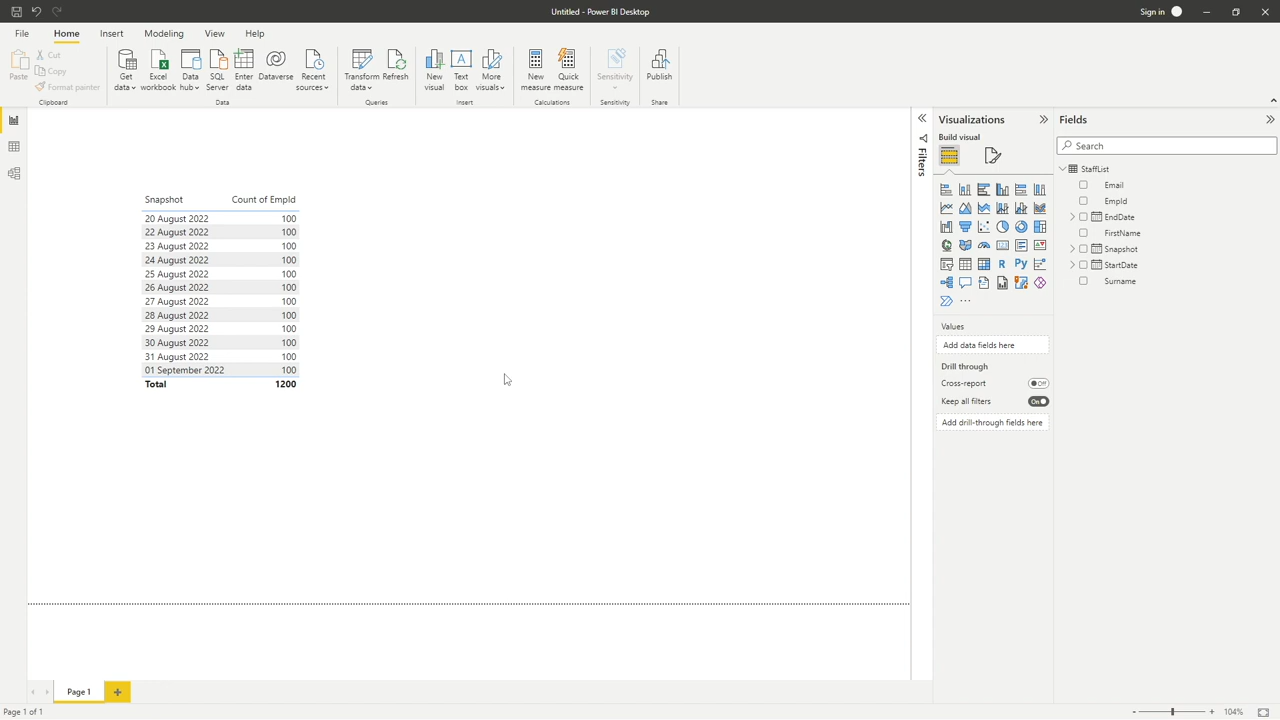 Untitled - Power BI Desktop
Sign in
File Home Insert Modeling View Help
Paste
Cut
Copy
Format painter
Clipboard
Get data
Excel workbook
Data hub
SQL Server
Enter data
Dataverse
Recent sources
Data
Transform data
Refresh
Queries
New visual
Text box
More visuals
Insert
New measure
Quick measure
Calculations
Sensitivity
Sensitivity
Publish
Share
Snapshot Count of EmpId
20 August 2022 100
22 August 2022 100
23 August 2022 100
24 August 2022 100
25 August 2022 100
26 August 2022 100
27 August 2022 100
28 August 2022 100
29 August 2022 100
30 August 2022 100
31 August 2022 100
01 September 2022 100
Total 1200
Filters
Visualizations
Build visual
R Py
Values
Add data fields here
Drill through
Cross-report Off
Keep all filters On
Add drill-through fields here
Fields
Search
StaffList
Email
EmpId
EndDate
FirstName
Snapshot
StartDate
Surname
Page 1
Page 1 of 1
104%